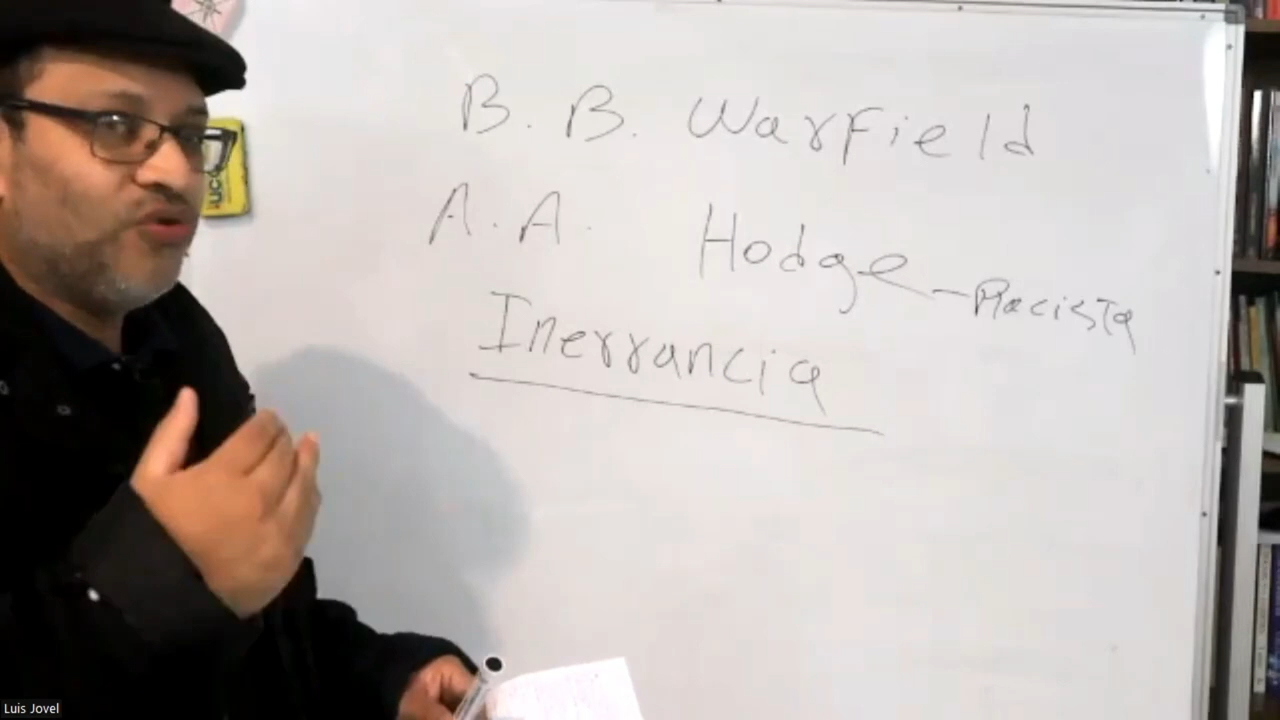 B. B. Warfield
A. A. Hodge - Racista
Inerrancia
Luis Jovel